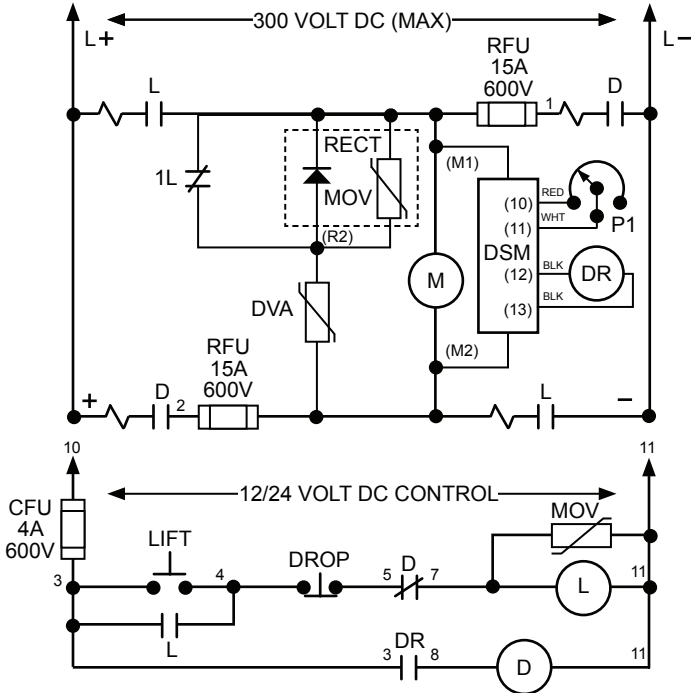 300 VOLT DC (MAX)
L+
L−
RFU
15A
600V
L
1
D
RECT
1L
MOV
(R2)
(M1)
RED
(10)
WHT
(11)
P1
DSM
BLK
(12)
DR
BLK
(13)
M
DVA
(M2)
RFU
15A
600V
+
D
2
L
−
10
11
12/24 VOLT DC CONTROL
CFU
4A
600V
MOV
LIFT
DROP
D
3
4
5
7
L
11
L
DR
3
8
D
11